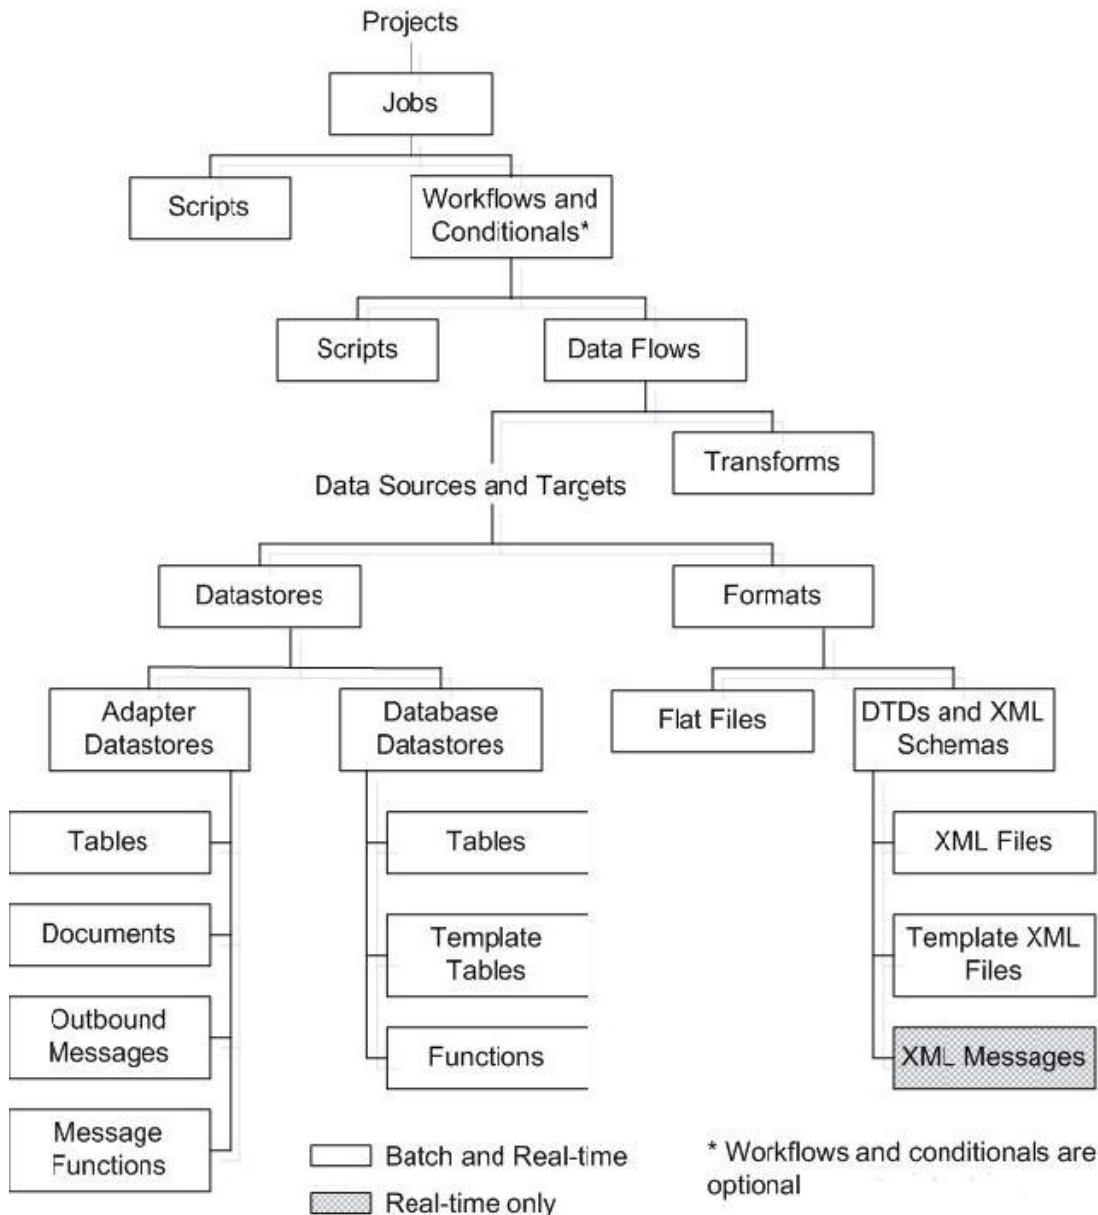 Projects
Jobs
Scripts
Workflows and
Conditionals*
Scripts
Data Flows
Transforms
Data Sources and Targets
Datastores
Formats
Adapter
Datastores
Database
Datastores
Flat Files
DTDs and XML
Schemas
Tables
Tables
XML Files
Documents
Template
Tables
Template XML
Files
Outbound
Messages
Functions
XML Messages
Message
Functions
Batch and Real-time
Real-time only
* Workflows and conditionals are
optional